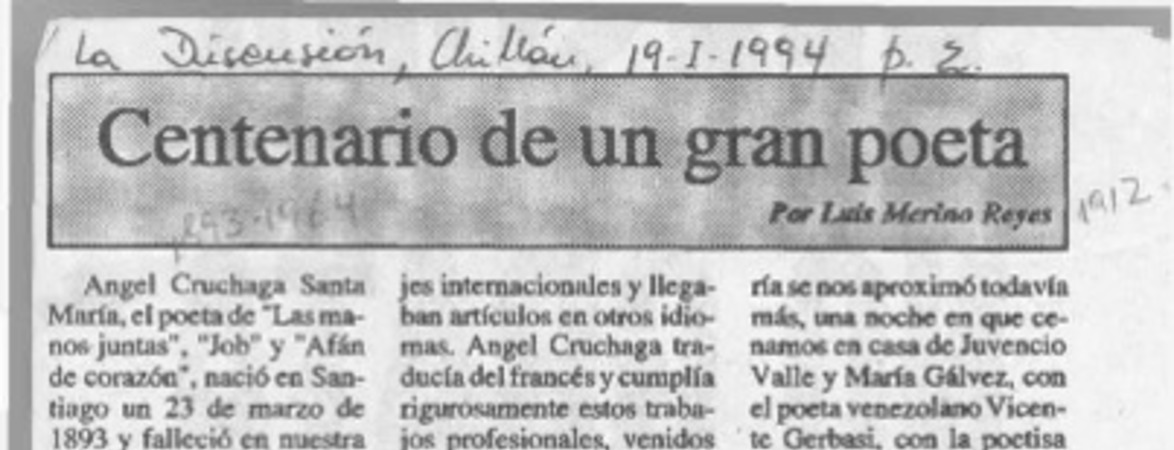 La Discusión, Chillán, 19-I-1994 p. 2.
Centenario de un gran poeta
1893-1964
Por Luis Merino Reyes
1912
Angel Cruchaga Santa
María, el poeta de "Las ma-
nos juntas", "Job" y "Afán
de corazón", nació en San-
tiago un 23 de marzo de
1893 y falleció en nuestra
jes internacionales y llega-
ban artículos en otros idio-
mas. Angel Cruchaga tra-
ducía del francés y cumplía
rigurosamente estos traba-
jos profesionales, venidos
ría se nos aproximó todavía
más, una noche en que ce-
namos en casa de Juvencio
Valle y María Gálvez, con
el poeta venezolano Vicen-
te Gerbasi, con la poetisa